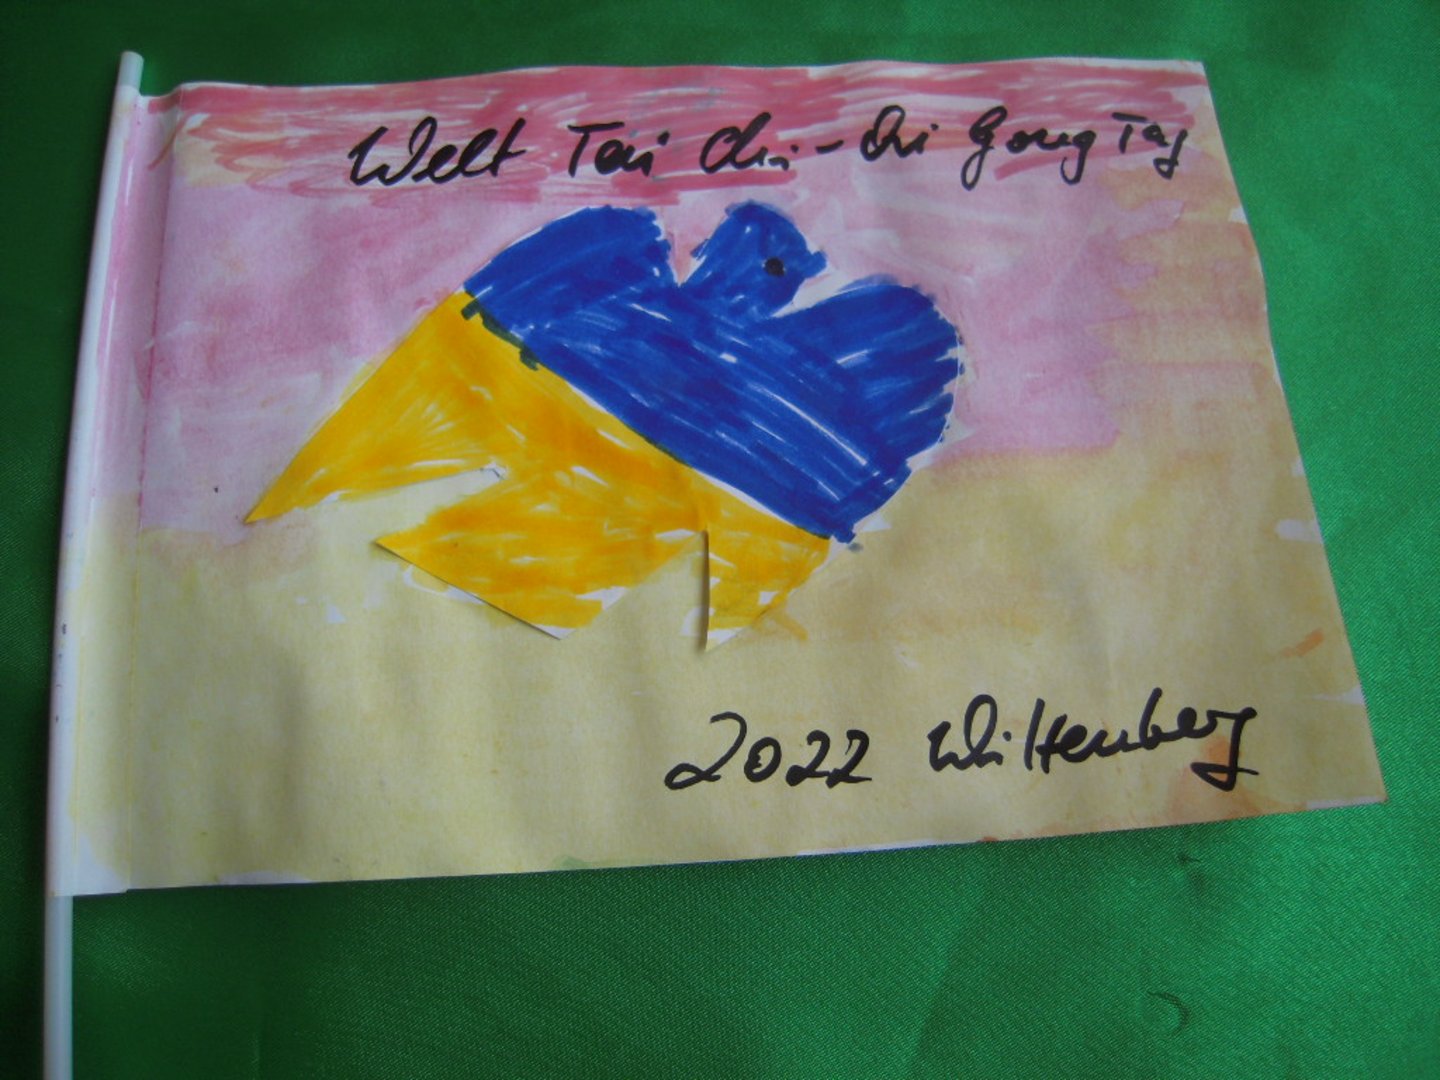 Welt Tai Chi - Qi Gong Tag
2022 Wittenberg